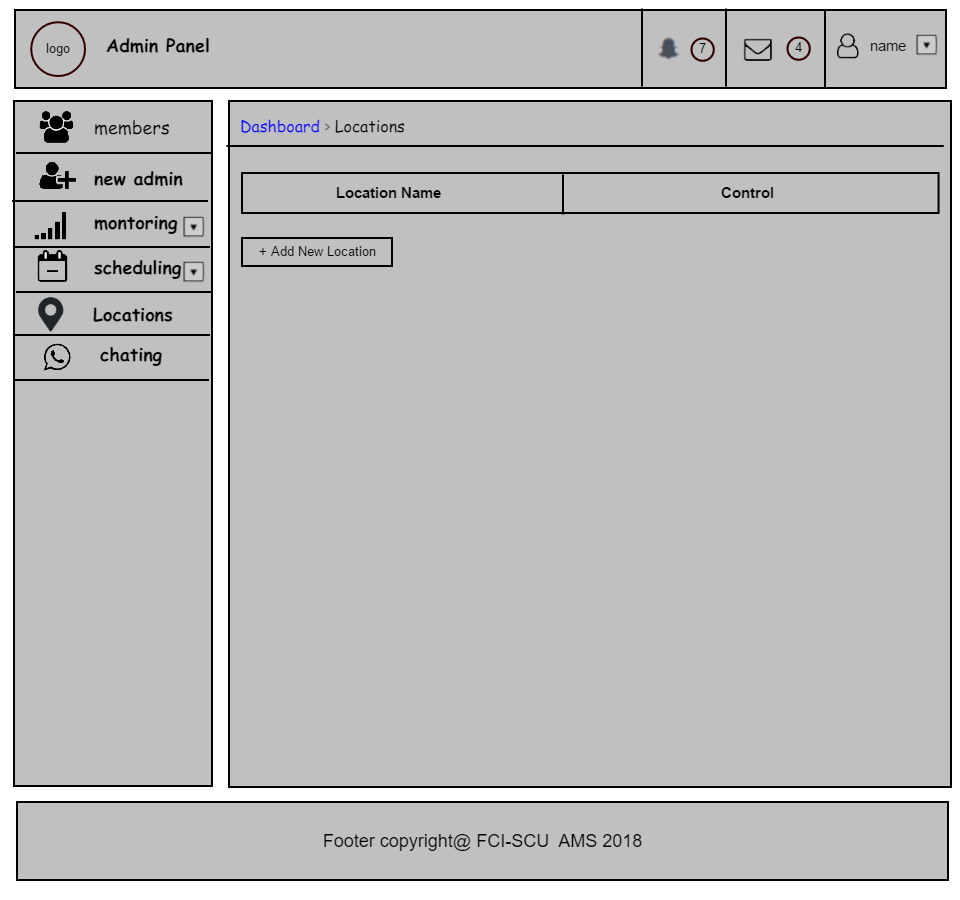 logo
Admin Panel
7
4
name
members
new admin
montoring
scheduling
Locations
chating
Dashboard > Locations
Location Name
Control
+ Add New Location
Footer copyright@ FCI-SCU  AMS 2018